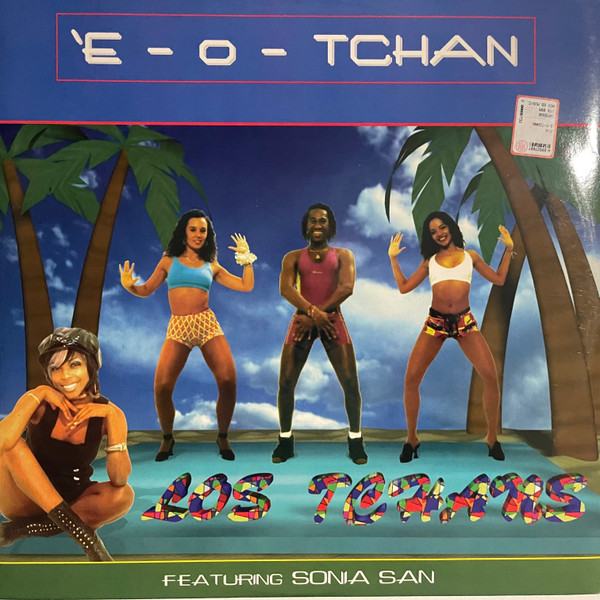 'E - O - TCHAN
LOS TCHANS
FEATURING SONIA SAN